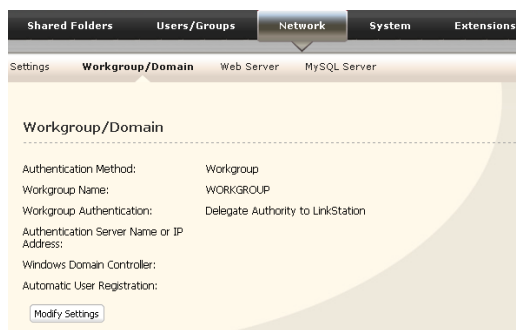 Shared Folders Users/Groups Network System Extensions
Settings Workgroup/Domain Web Server MySQL Server
Workgroup/Domain
Authentication Method: Workgroup
Workgroup Name: WORKGROUP
Workgroup Authentication: Delegate Authority to LinkStation
Authentication Server Name or IP
Address:
Windows Domain Controller:
Automatic User Registration:
Modify Settings